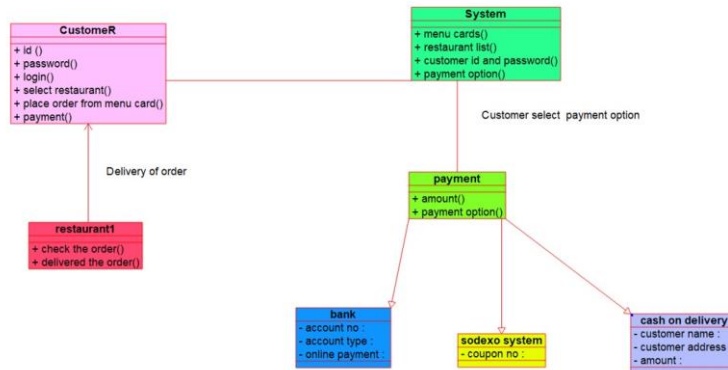 CustomeR
+ id ()
+ password()
+ login()
+ select restaurant()
+ place order from menu card()
+ payment()
System
+ menu cards()
+ restaurant list()
+ customer id and password()
+ payment option()
Customer select payment option
Delivery of order
payment
+ amount()
+ payment option()
restaurant1
+ check the order()
+ delivered the order()
bank
- account no :
- account type :
- online payment :
sodexo system
- coupon no :
cash on delivery
- customer name :
- customer address
- amount :